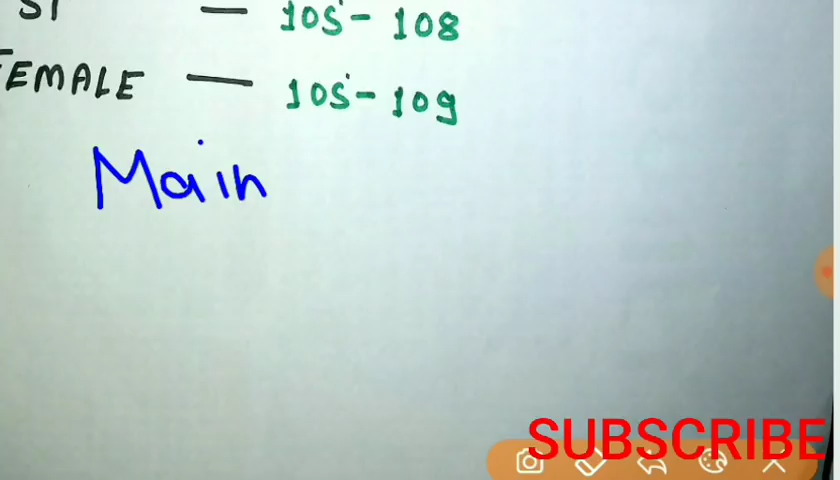 ST — 105 - 108
FEMALE — 105 - 109
Main
SUBSCRIBE